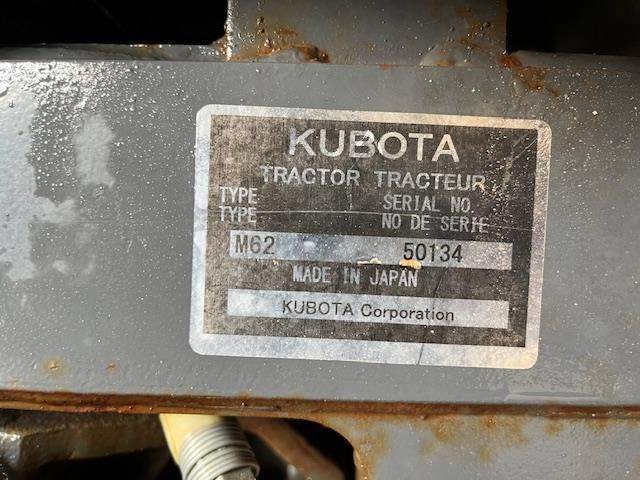 KUBOTA
TRACTOR TRACTEUR
TYPE SERIAL NO.
TYPE NO DE SERIE
M62 50134
MADE IN JAPAN
KUBOTA Corporation